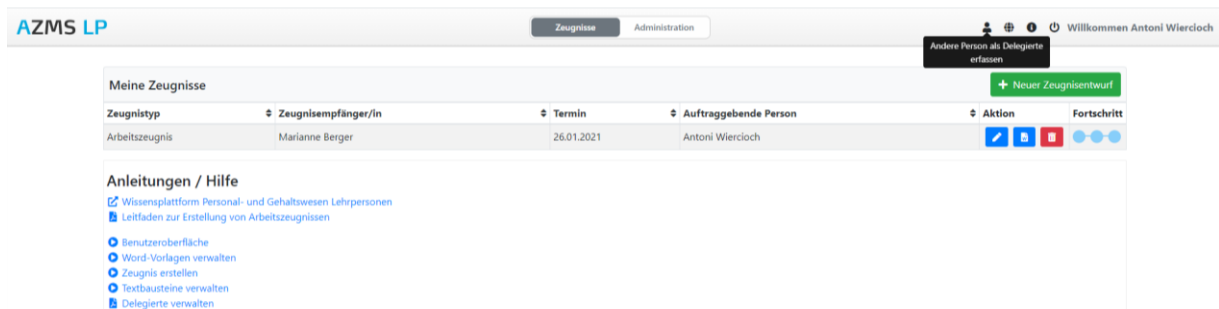 AZMS LP
Zeugnisse Administration
Willkommen Antoni Wiercioch
Andere Person als Delegierte
erfassen
Meine Zeugnisse
+ Neuer Zeugnisentwurf
Zeugnistyp Zeugnisempfänger/in Termin Auftraggebende Person Aktion Fortschritt
Arbeitszeugnis Marianne Berger 26.01.2021 Antoni Wiercioch
Anleitungen / Hilfe
Wissensplattform Personal- und Gehaltswesen Lehrpersonen
Leitfaden zur Erstellung von Arbeitszeugnissen
Benutzeroberfläche
Word-Vorlagen verwalten
Zeugnis erstellen
Textbausteine verwalten
Delegierte verwalten